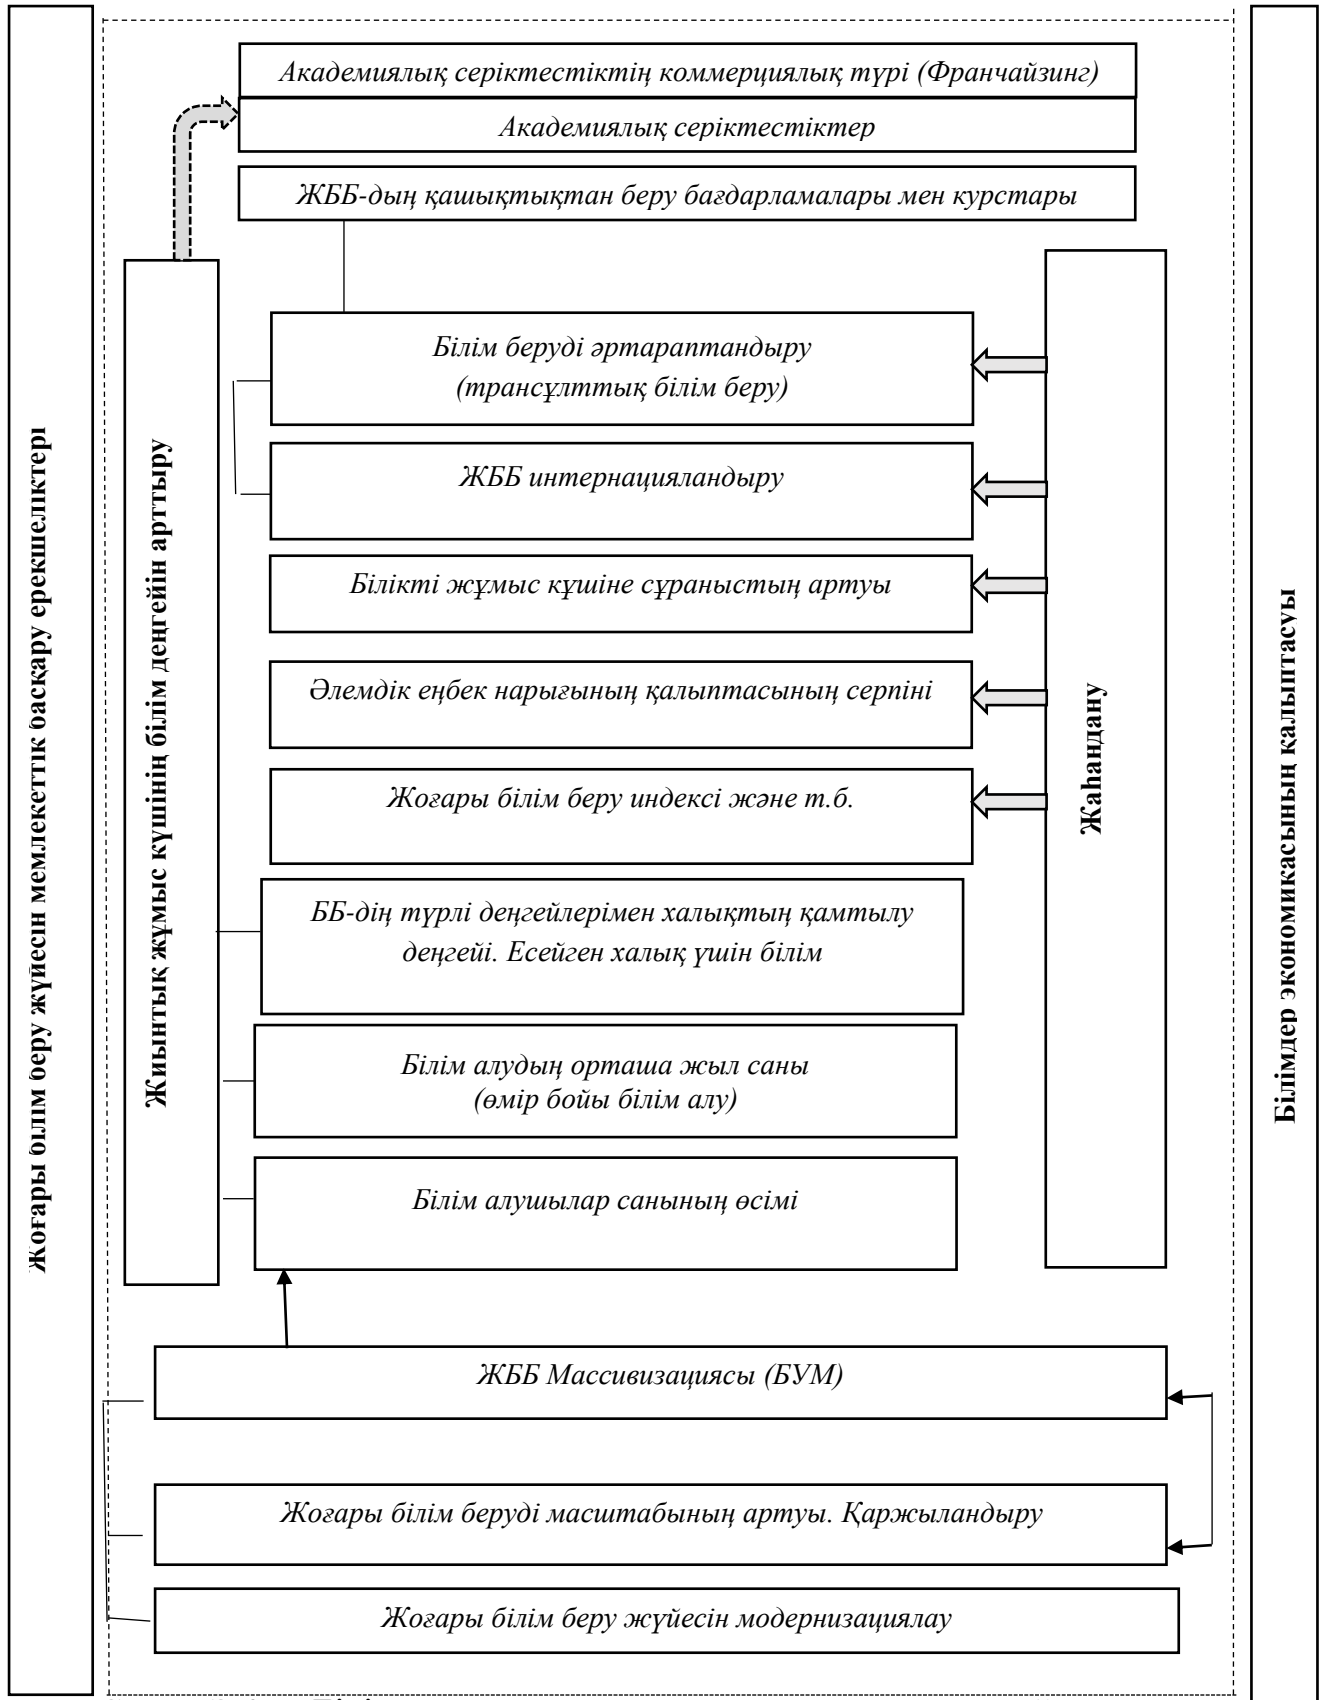 Жоғары білім беру жүйесін мемлекеттік басқару ерекшеліктері
Академиялық серіктестіктің коммерциялық түрі (Франчайзинг)
Академиялық серіктестіктер
ЖББ-дың қашықтықтан беру бағдарламалары мен курстары
Жиынтық жұмыс күшінің білім деңгейін арттыру
Білім беруді әртараптандыру
(трансұлттық білім беру)
ЖББ интернацияландыру
Білікті жұмыс күшіне сұраныстың артуы
Әлемдік еңбек нарығының қалыптасының серпіні
Жоғары білім беру индексі және т.б.
ББ-дің түрлі деңгейлерімен халықтың қамтылу
деңгейі. Есейген халық үшін білім
Білім алудың орташа жыл саны
(өмір бойы білім алу)
Білім алушылар санының өсімі
Жаһандану
Білімдер экономикасының қалыптасуы
ЖББ Массивизациясы (БУМ)
Жоғары білім беруді масштабының артуы. Қаржыландыру
Жоғары білім беру жүйесін модернизациялау